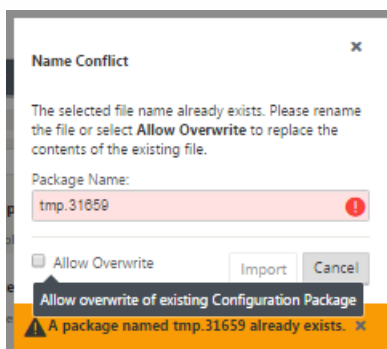 Name Conflict
The selected file name already exists. Please rename
the file or select Allow Overwrite to replace the
contents of the existing file.
Package Name:
tmp.31659
Allow Overwrite
Import
Cancel
Allow overwrite of existing Configuration Package
A package named tmp.31659 already exists.